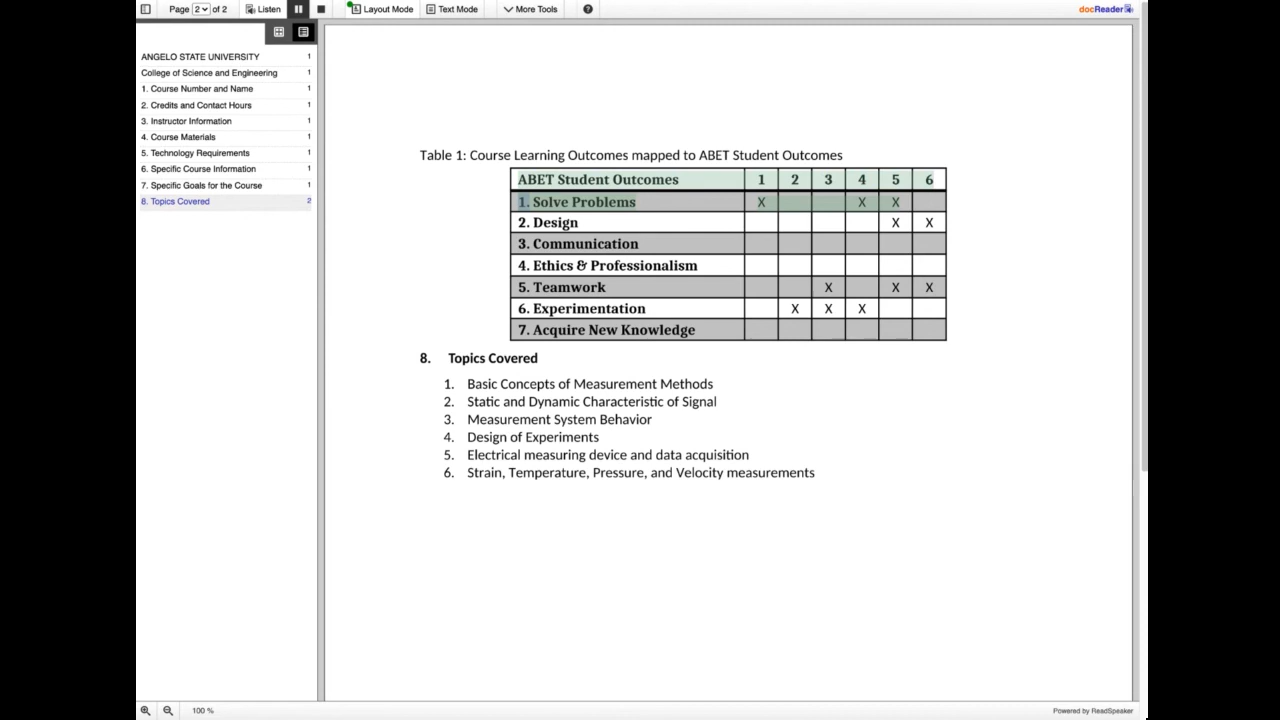 Page 2 of 2 Listen Layout Mode Text Mode More Tools ? docReader
ANGELO STATE UNIVERSITY 1
College of Science and Engineering 1
1. Course Number and Name 1
2. Credits and Contact Hours 1
3. Instructor Information 1
4. Course Materials 1
5. Technology Requirements 1
6. Specific Course Information 1
7. Specific Goals for the Course 1
8. Topics Covered 2
Table 1: Course Learning Outcomes mapped to ABET Student Outcomes
ABET Student Outcomes 1 2 3 4 5 6
1. Solve Problems X X X
2. Design X X
3. Communication
4. Ethics & Professionalism
5. Teamwork X X X
6. Experimentation X X X
7. Acquire New Knowledge
8. Topics Covered
1. Basic Concepts of Measurement Methods
2. Static and Dynamic Characteristic of Signal
3. Measurement System Behavior
4. Design of Experiments
5. Electrical measuring device and data acquisition
6. Strain, Temperature, Pressure, and Velocity measurements
100 % Powered by ReadSpeaker